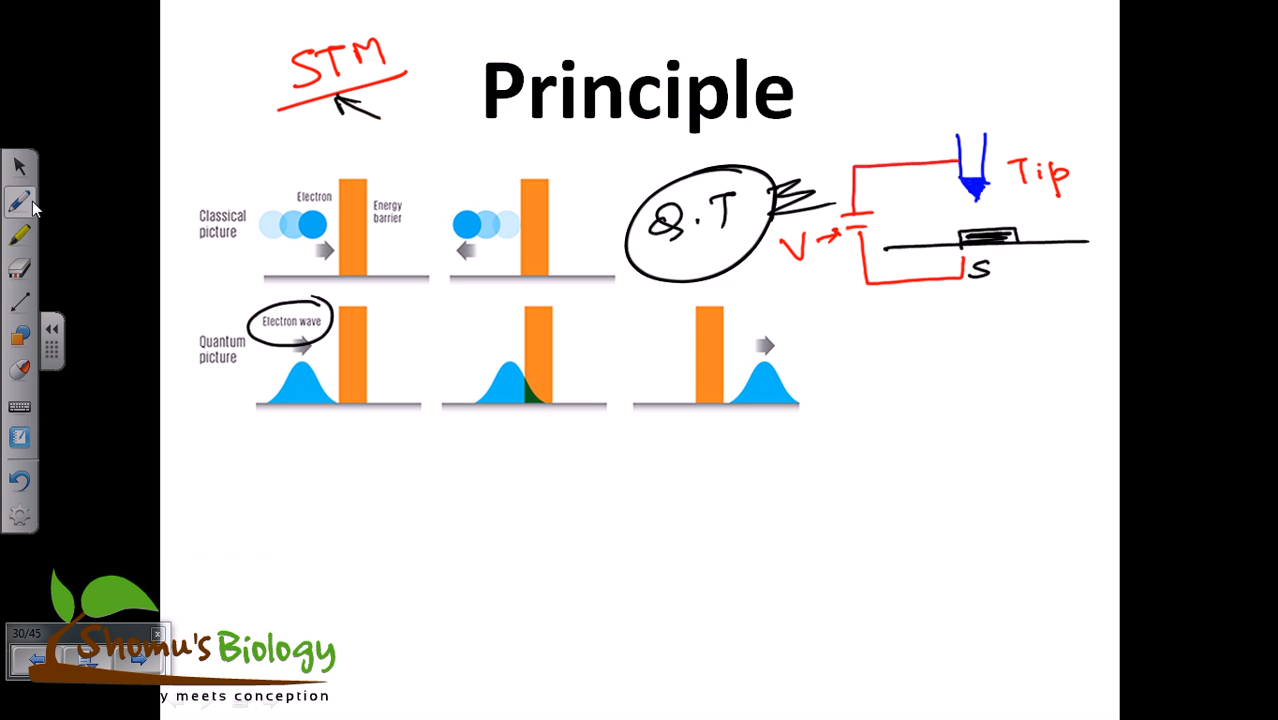 STM
Principle
Electron
Energy
barrier
Classical
picture
Q.T
Tip
V
S
Electron wave
Quantum
picture
30/45
Shomu's Biology
y meets conception